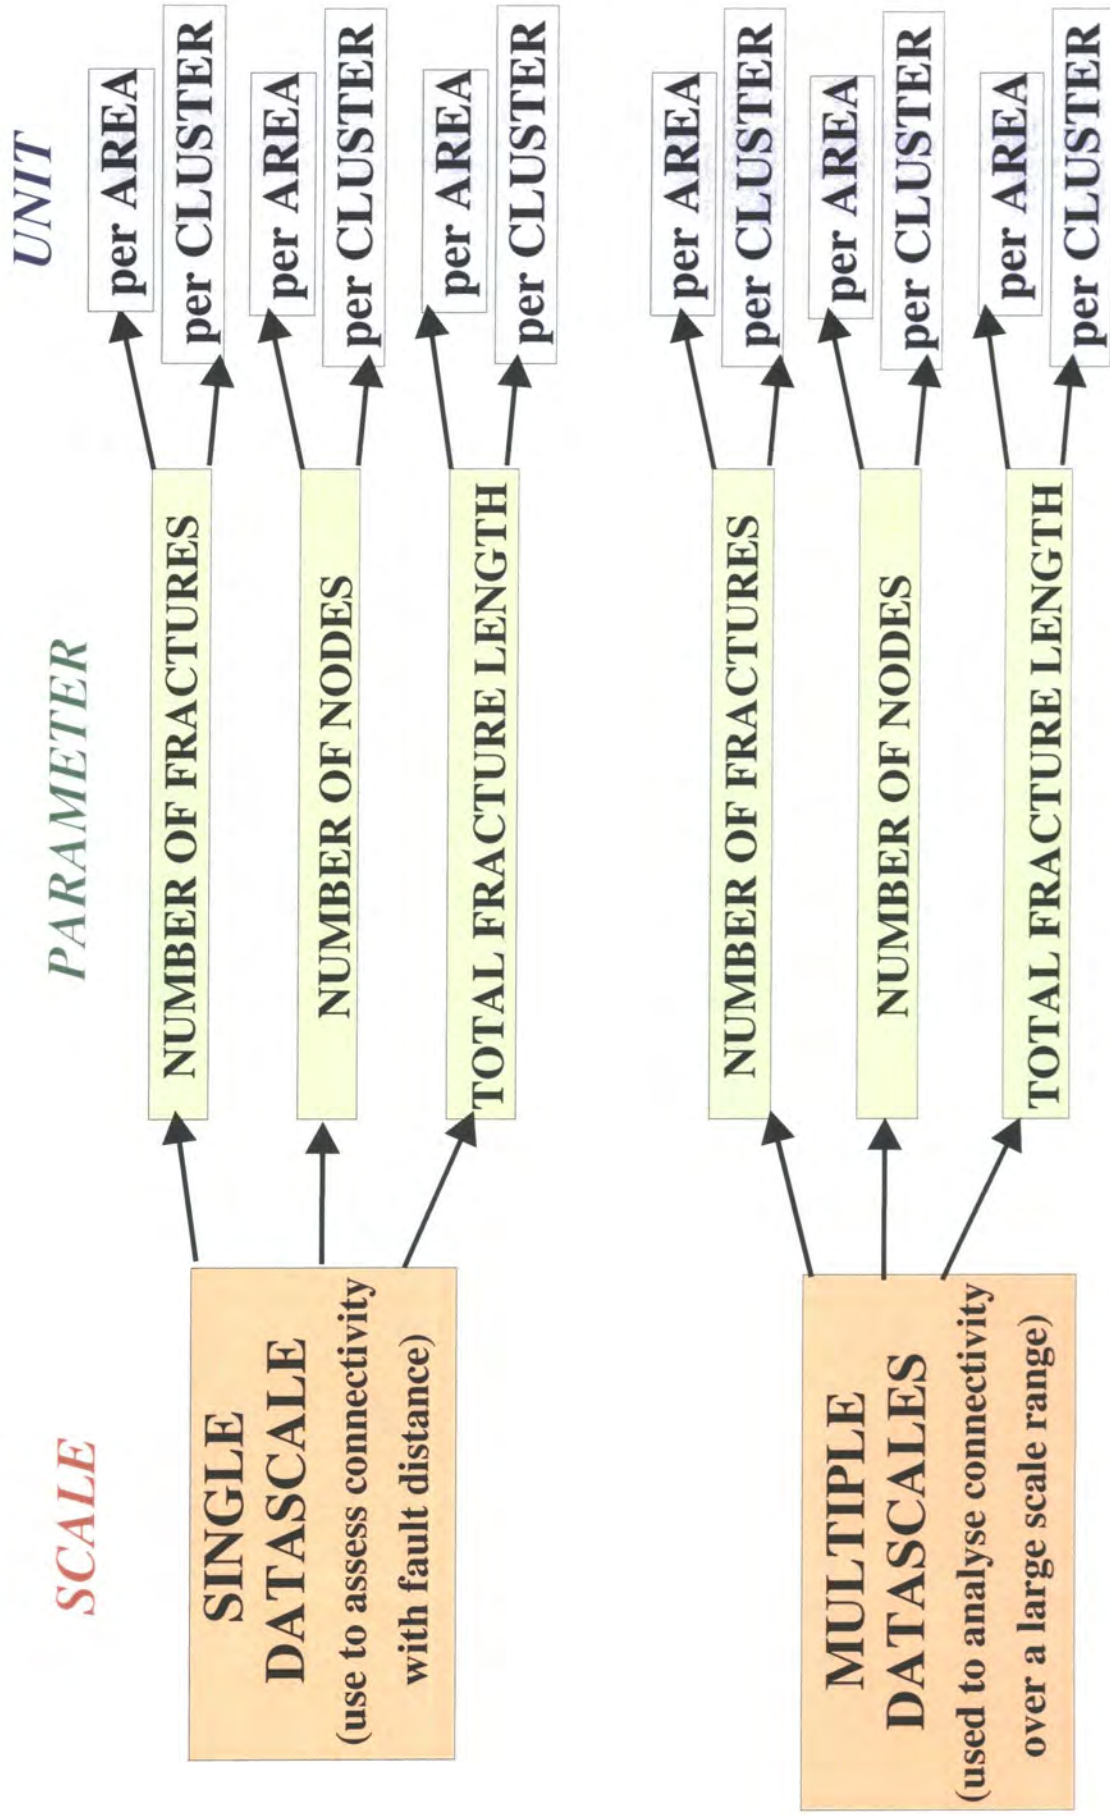 SCALE
PARAMETER
UNIT
SINGLE
DATASCALE
(use to assess connectivity
with fault distance)
NUMBER OF FRACTURES
per AREA
per CLUSTER
NUMBER OF NODES
per AREA
per CLUSTER
TOTAL FRACTURE LENGTH
per AREA
per CLUSTER
MULTIPLE
DATASCALES
(used to analyse connectivity
over a large scale range)
NUMBER OF FRACTURES
per AREA
per CLUSTER
NUMBER OF NODES
per AREA
per CLUSTER
TOTAL FRACTURE LENGTH
per AREA
per CLUSTER